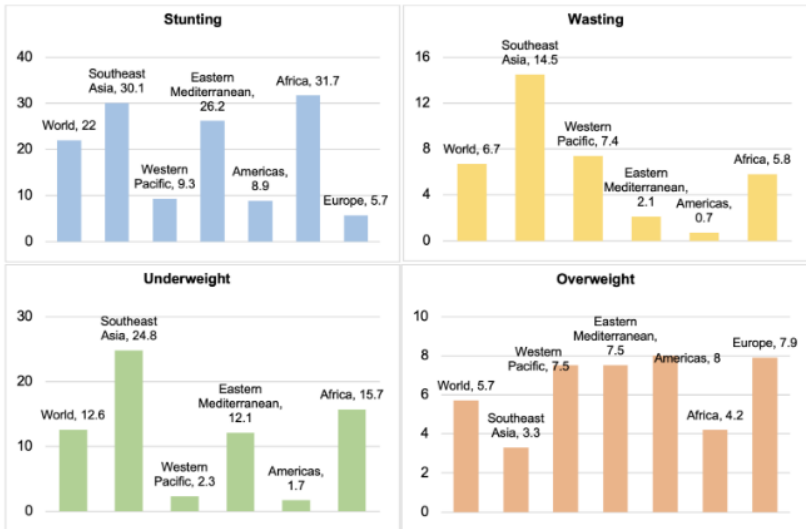 Stunting
40
30
20
10
0
World, 22
Southeast
Asia, 30.1
Western
Pacific, 9.3
Eastern
Mediterranean,
26.2
Americas,
8.9
Africa, 31.7
Europe, 5.7
Wasting
16
12
8
4
0
World, 6.7
Southeast
Asia, 14.5
Western
Pacific, 7.4
Eastern
Mediterranean,
2.1
Americas,
0.7
Africa, 5.8
Underweight
30
20
10
0
World, 12.6
Southeast
Asia, 24.8
Western
Pacific, 2.3
Eastern
Mediterranean,
12.1
Americas,
1.7
Africa, 15.7
Overweight
10
8
6
4
2
0
World, 5.7
Southeast
Asia, 3.3
Western
Pacific, 7.5
Eastern
Mediterranean,
7.5
Americas, 8
Africa, 4.2
Europe, 7.9